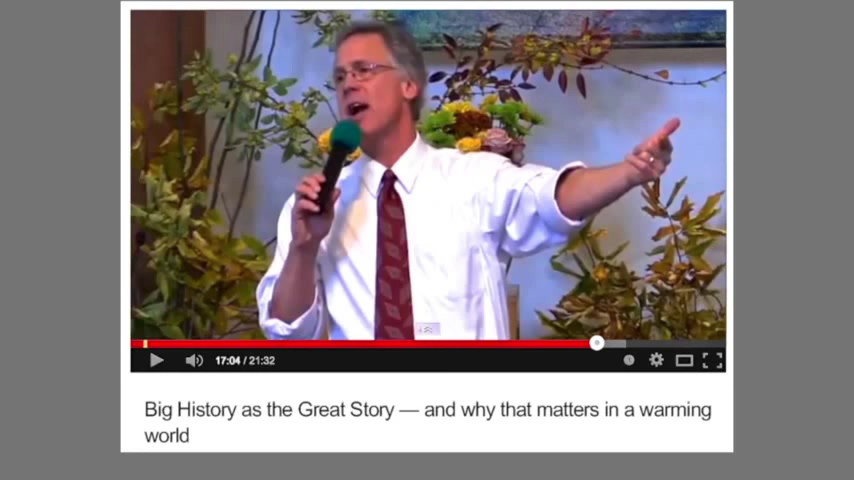 17:04 / 21:32
Big History as the Great Story — and why that matters in a warming
world